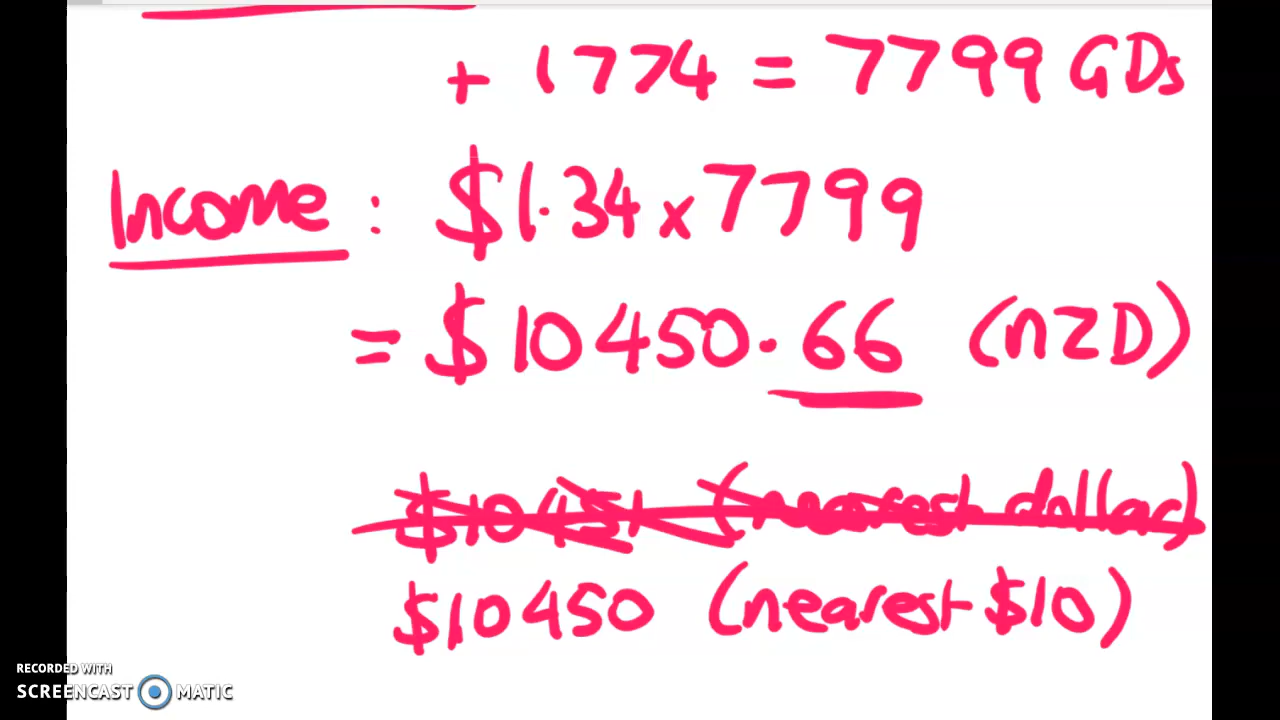 + 1774 = 7799 GDs
Income : $1.34 x 7799
= $10450.66 (NZD)
$10451 (nearest dollar)
$10450 (nearest $10)
RECORDED WITH
SCREENCAST MATIC